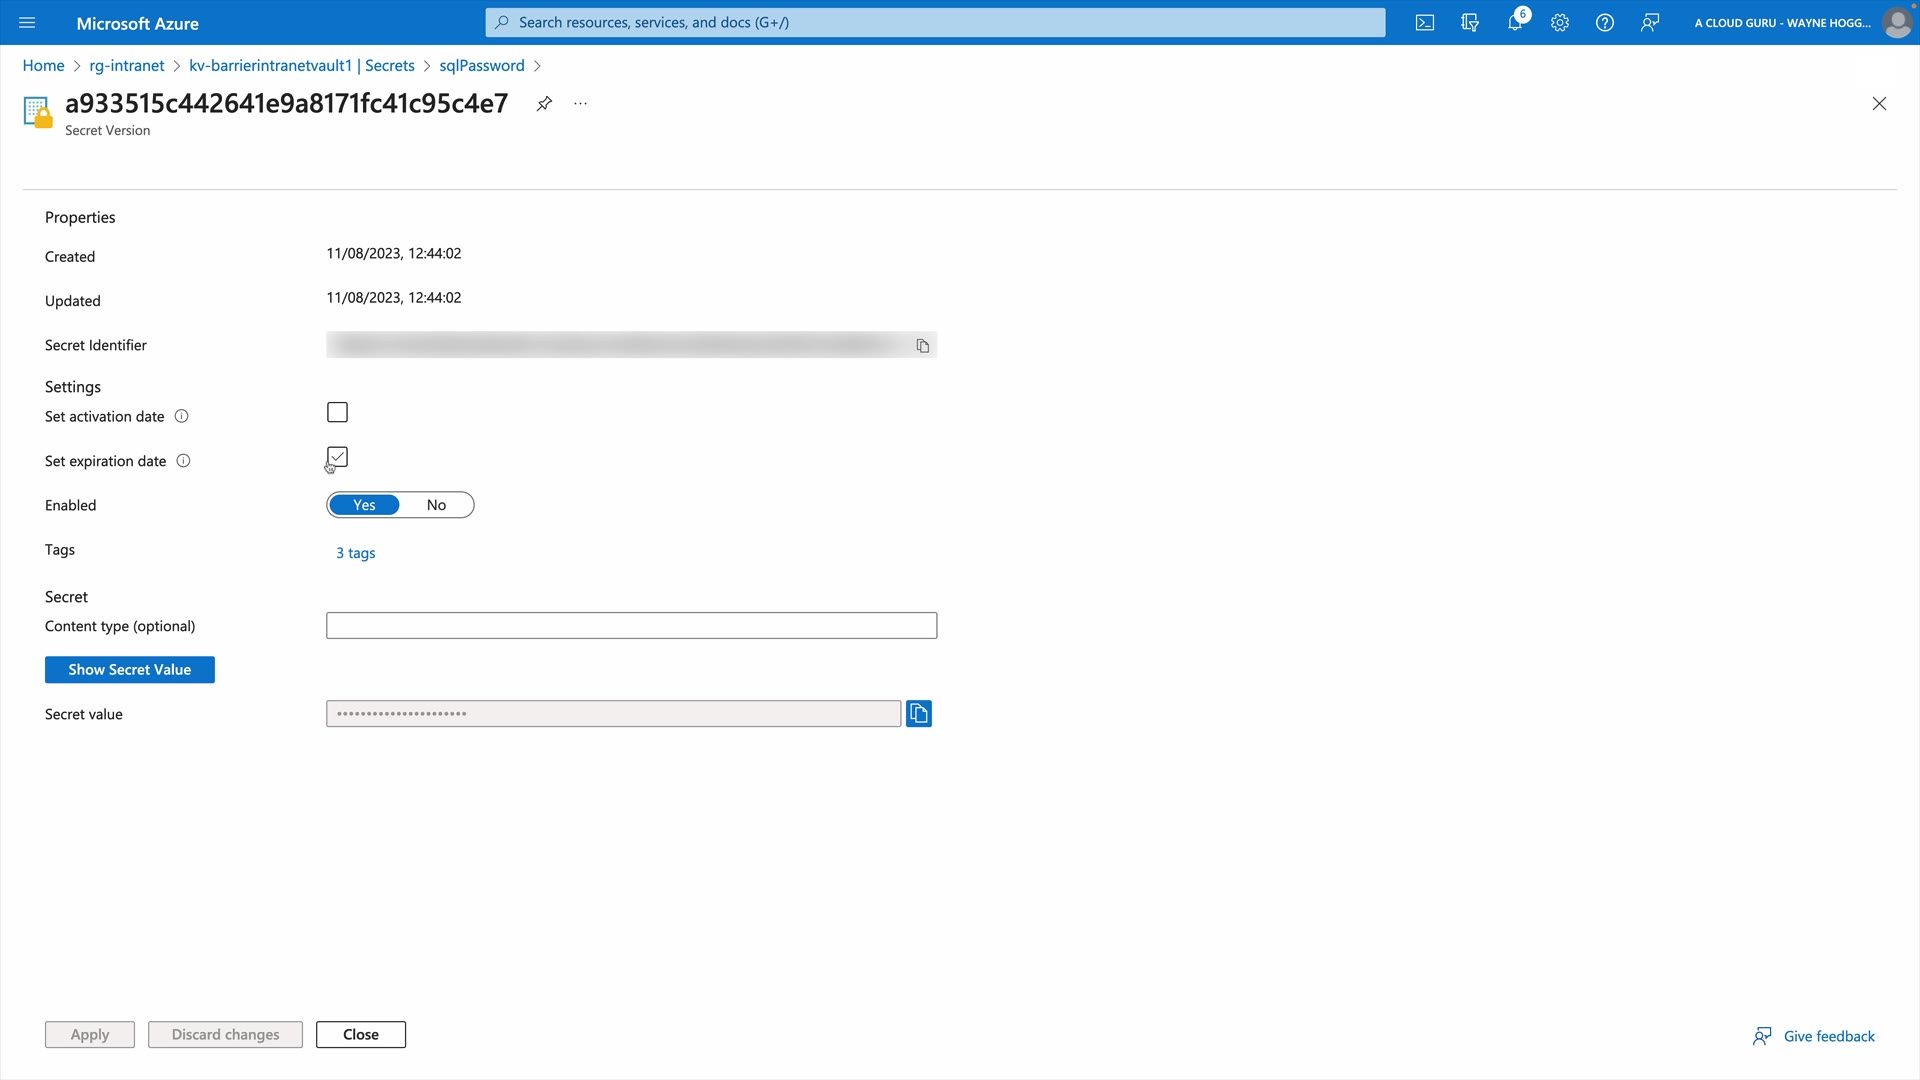 Microsoft Azure
Search resources, services, and docs (G+/)
6
A CLOUD GURU - WAYNE HOGG...
Home > rg-intranet > kv-barrierintranetvault1 | Secrets > sqlPassword >
a933515c442641e9a8171fc41c95c4e7
...
Secret Version
Properties
Created
11/08/2023, 12:44:02
Updated
11/08/2023, 12:44:02
Secret Identifier
Settings
Set activation date
Set expiration date
Enabled
Yes No
Tags
3 tags
Secret
Content type (optional)
Show Secret Value
Secret value
••••••••••••••••••••••
Apply Discard changes Close
Give feedback